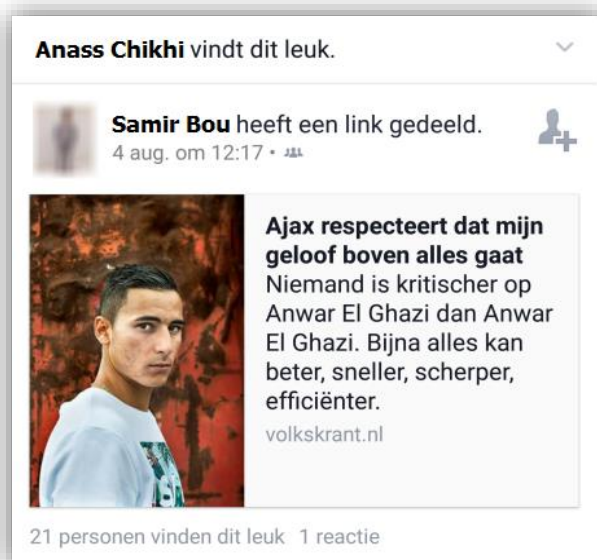 Anass Chikhi vindt dit leuk.
Samir Bou heeft een link gedeeld.
4 aug. om 12:17 •
Ajax respecteert dat mijn
geloof boven alles gaat
Niemand is kritischer op
Anwar El Ghazi dan Anwar
El Ghazi. Bijna alles kan
beter, sneller, scherper,
efficiënter.
volkskrant.nl
21 personen vinden dit leuk 1 reactie